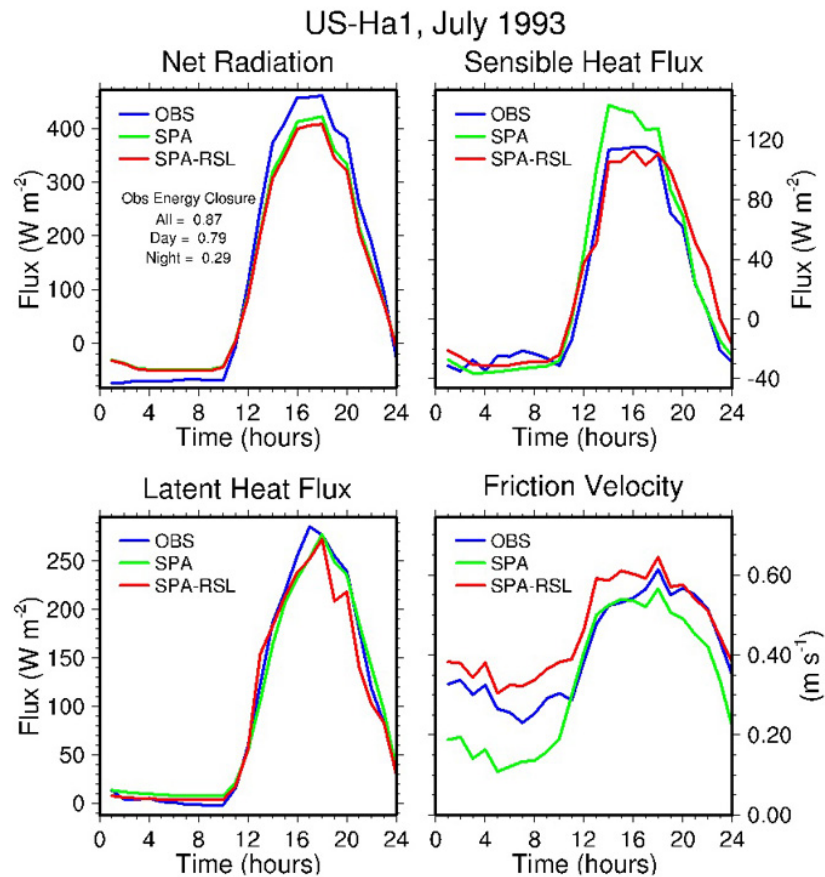 US-Ha1, July 1993
Net Radiation
400
300
200
100
0
Flux (W m-2)
OBS
SPA
SPA-RSL
Obs Energy Closure
All = 0.87
Day = 0.79
Night = 0.29
0 4 8 12 16 20 24
Time (hours)
Sensible Heat Flux
OBS
SPA
SPA-RSL
120
80
40
0
-40
Flux (W m-2)
0 4 8 12 16 20 24
Time (hours)
Latent Heat Flux
250
200
150
100
50
0
Flux (W m-2)
OBS
SPA
SPA-RSL
0 4 8 12 16 20 24
Time (hours)
Friction Velocity
OBS
SPA
SPA-RSL
0.60
0.40
0.20
0.00
(m s-1)
0 4 8 12 16 20 24
Time (hours)